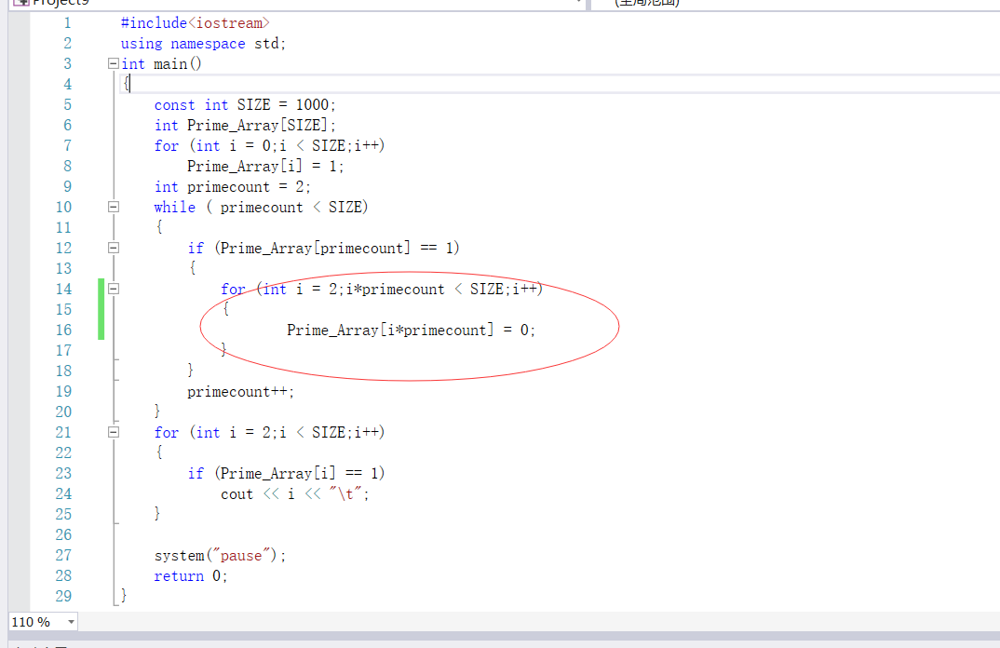 Project9 (全局范围)
1 #include<iostream>
2 using namespace std;
3 int main()
4 {
5 const int SIZE = 1000;
6 int Prime_Array[SIZE];
7 for (int i = 0;i < SIZE;i++)
8 Prime_Array[i] = 1;
9 int primecount = 2;
10 while ( primecount < SIZE)
11 {
12 if (Prime_Array[primecount] == 1)
13 {
14 for (int i = 2;i*primecount < SIZE;i++)
15 {
16 Prime_Array[i*primecount] = 0;
17 }
18 }
19 primecount++;
20 }
21 for (int i = 2;i < SIZE;i++)
22 {
23 if (Prime_Array[i] == 1)
24 cout << i << "\t";
25 }
26
27 system("pause");
28 return 0;
29 }
110 %